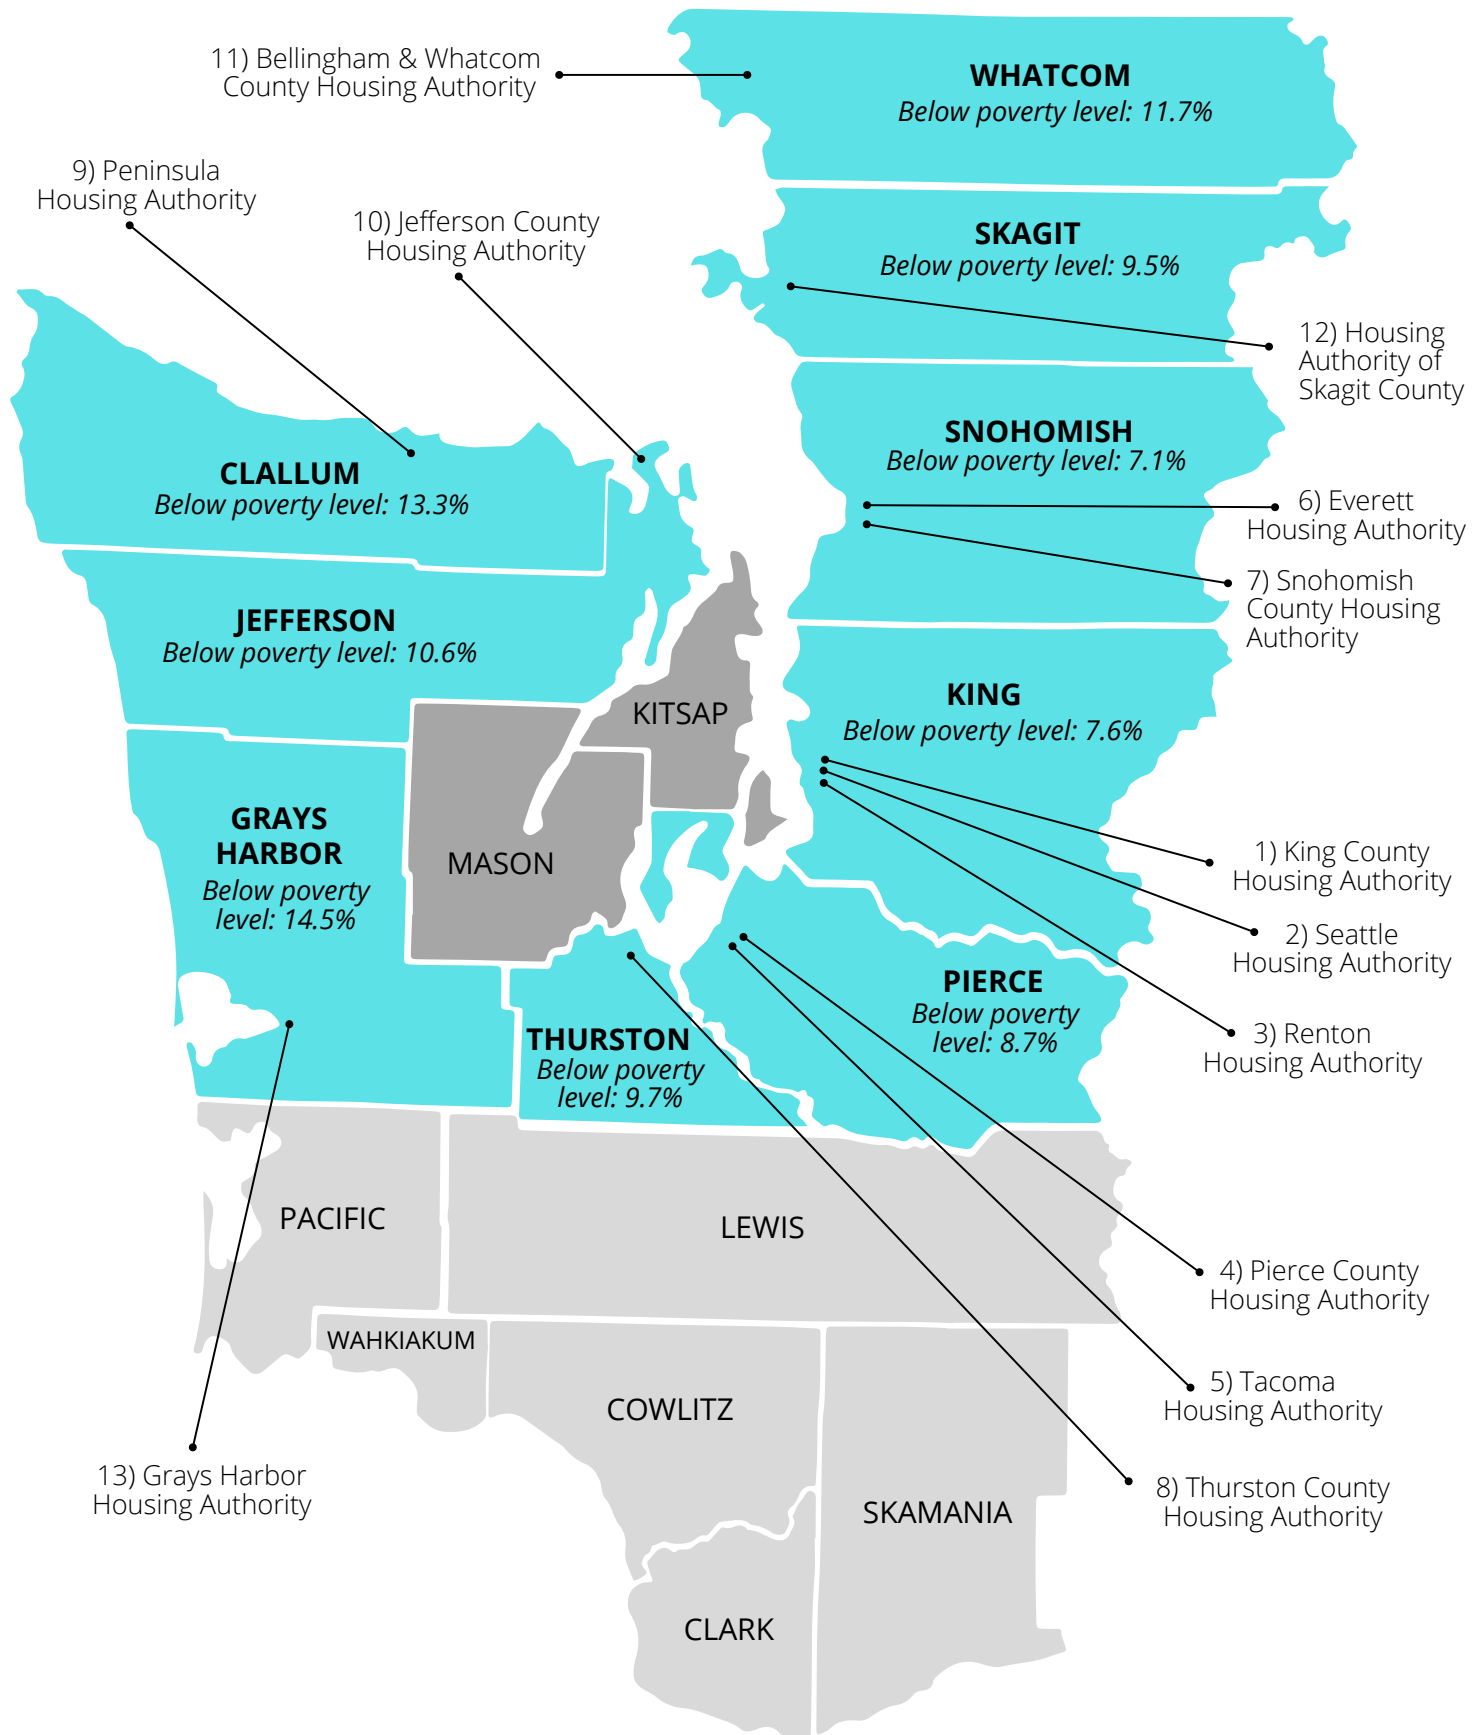 11) Bellingham & Whatcom
County Housing Authority
WHATCOM
Below poverty level: 11.7%
9) Peninsula
Housing Authority
10) Jefferson County
Housing Authority
SKAGIT
Below poverty level: 9.5%
12) Housing
Authority of
Skagit County
CLALLUM
Below poverty level: 13.3%
SNOHOMISH
Below poverty level: 7.1%
6) Everett
Housing Authority
7) Snohomish
County Housing
Authority
JEFFERSON
Below poverty level: 10.6%
KITSAP
KING
Below poverty level: 7.6%
GRAYS
HARBOR
Below poverty
level: 14.5%
MASON
1) King County
Housing Authority
2) Seattle
Housing Authority
3) Renton
Housing Authority
PIERCE
Below poverty
level: 8.7%
THURSTON
Below poverty
level: 9.7%
PACIFIC
LEWIS
4) Pierce County
Housing Authority
WAHKIAKUM
COWLITZ
5) Tacoma
Housing Authority
13) Grays Harbor
Housing Authority
8) Thurston County
Housing Authority
SKAMANIA
CLARK